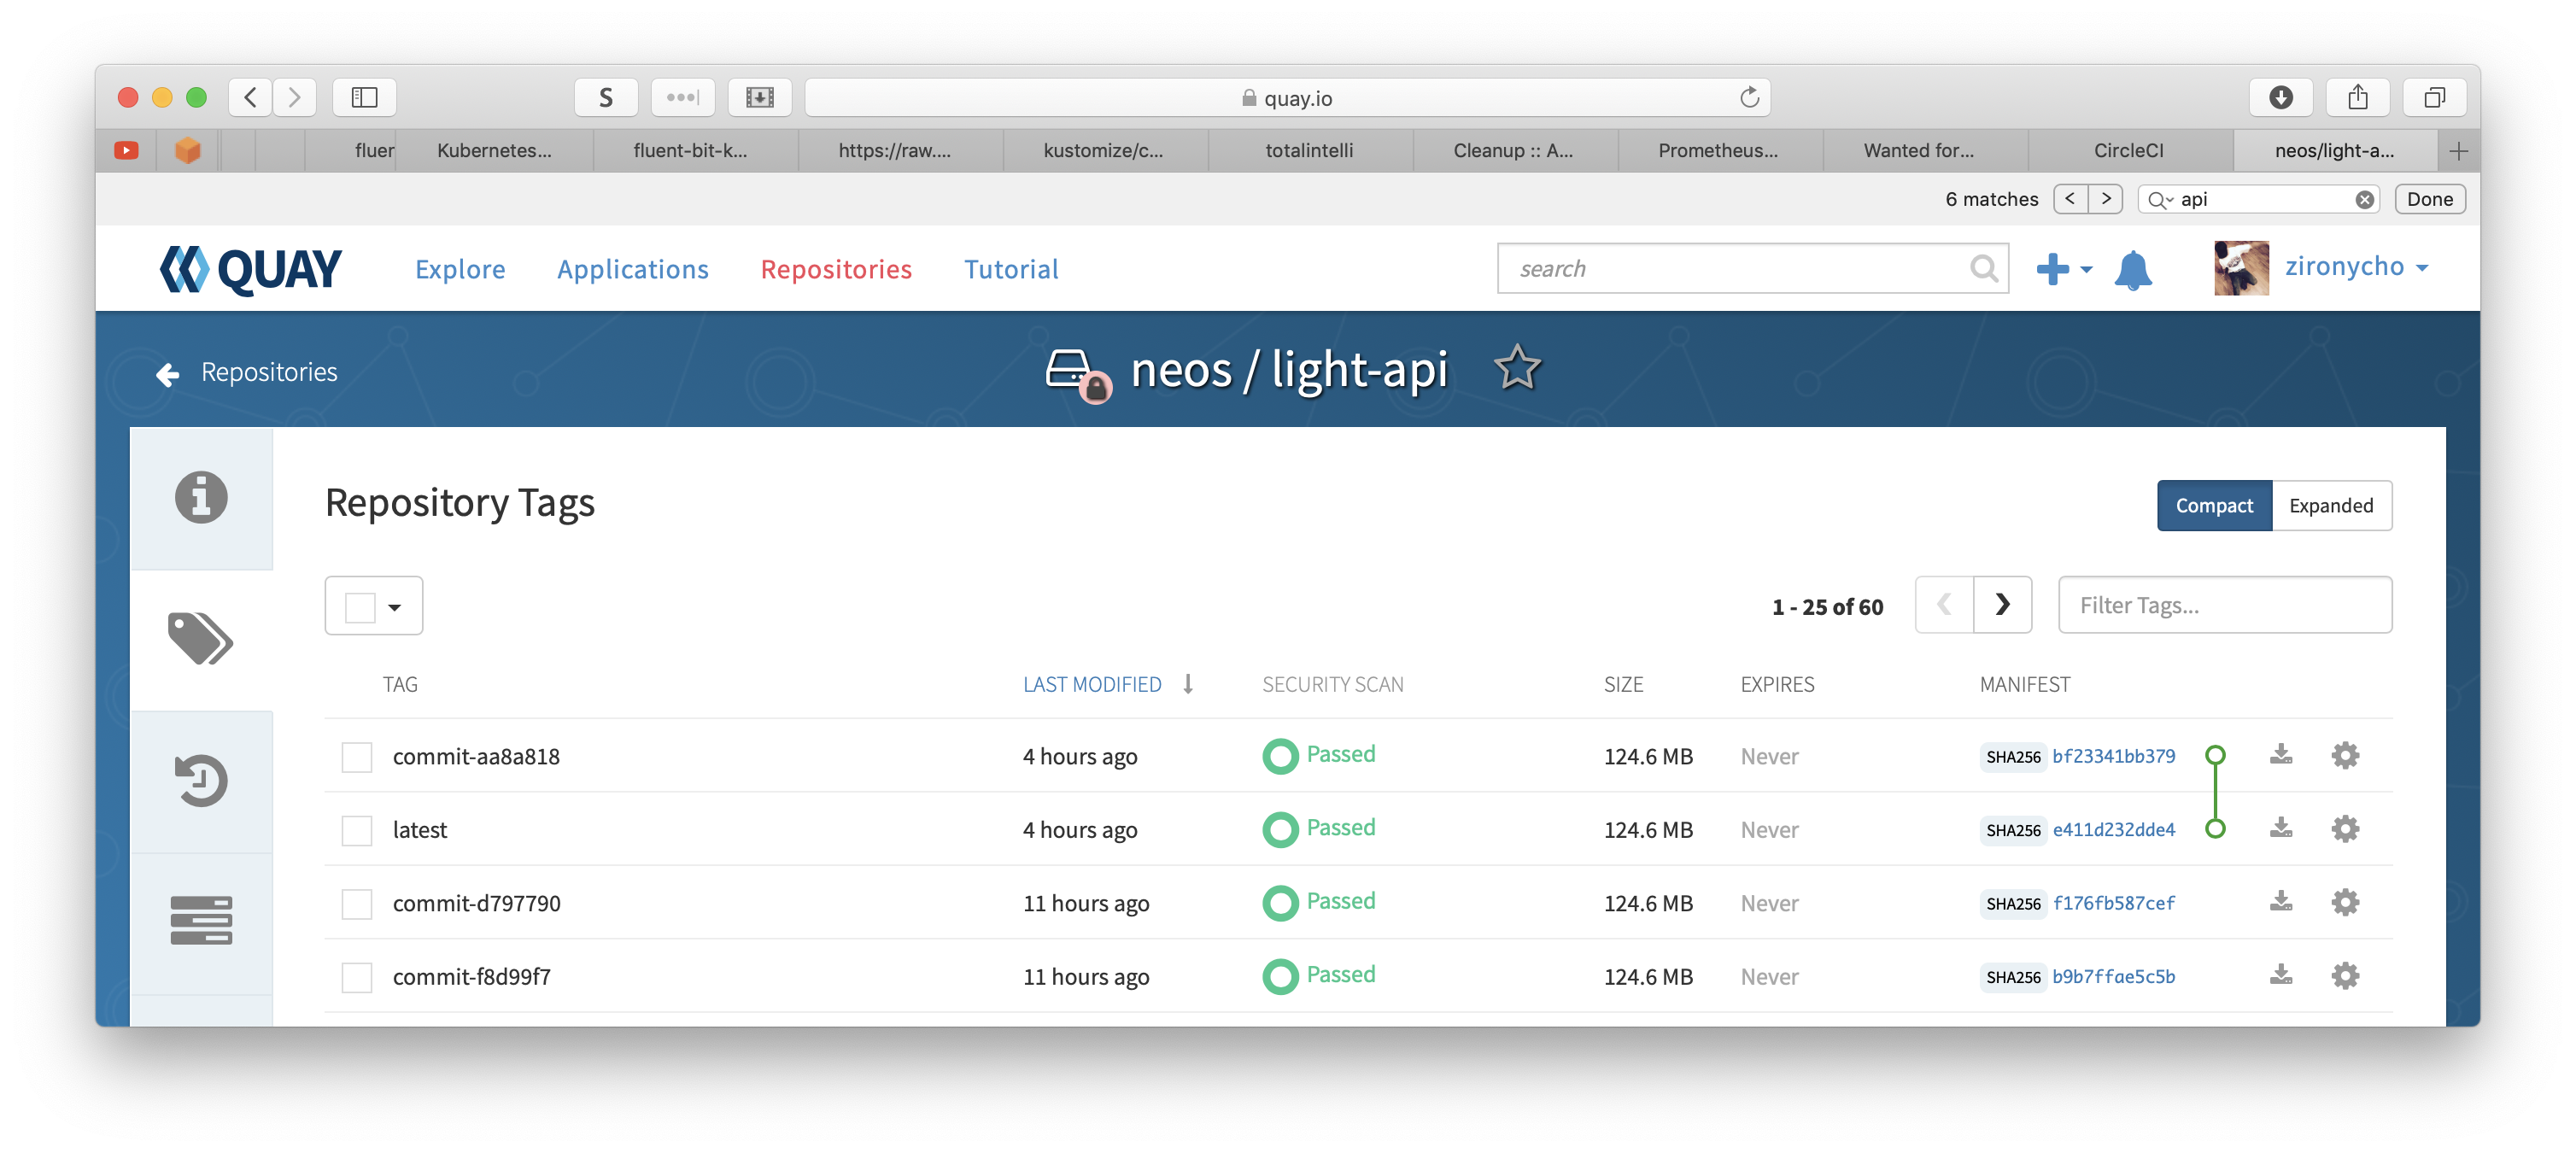 S
quay.io
fluer
Kubernetes...
fluent-bit-k...
https://raw....
kustomize/c...
totalintelli
Cleanup :: A...
Prometheus...
Wanted for...
CircleCI
neos/light-a...
6 matches
api
Done
QUAY
Explore
Applications
Repositories
Tutorial
search
zironycho
Repositories
neos / light-api
Repository Tags
Compact
Expanded
1 - 25 of 60
Filter Tags...
TAG LAST MODIFIED SECURITY SCAN SIZE EXPIRES MANIFEST
commit-aa8a818 4 hours ago Passed 124.6 MB Never SHA256 bf23341bb379
latest 4 hours ago Passed 124.6 MB Never SHA256 e411d232dde4
commit-d797790 11 hours ago Passed 124.6 MB Never SHA256 f176fb587cef
commit-f8d99f7 11 hours ago Passed 124.6 MB Never SHA256 b9b7ffae5c5b